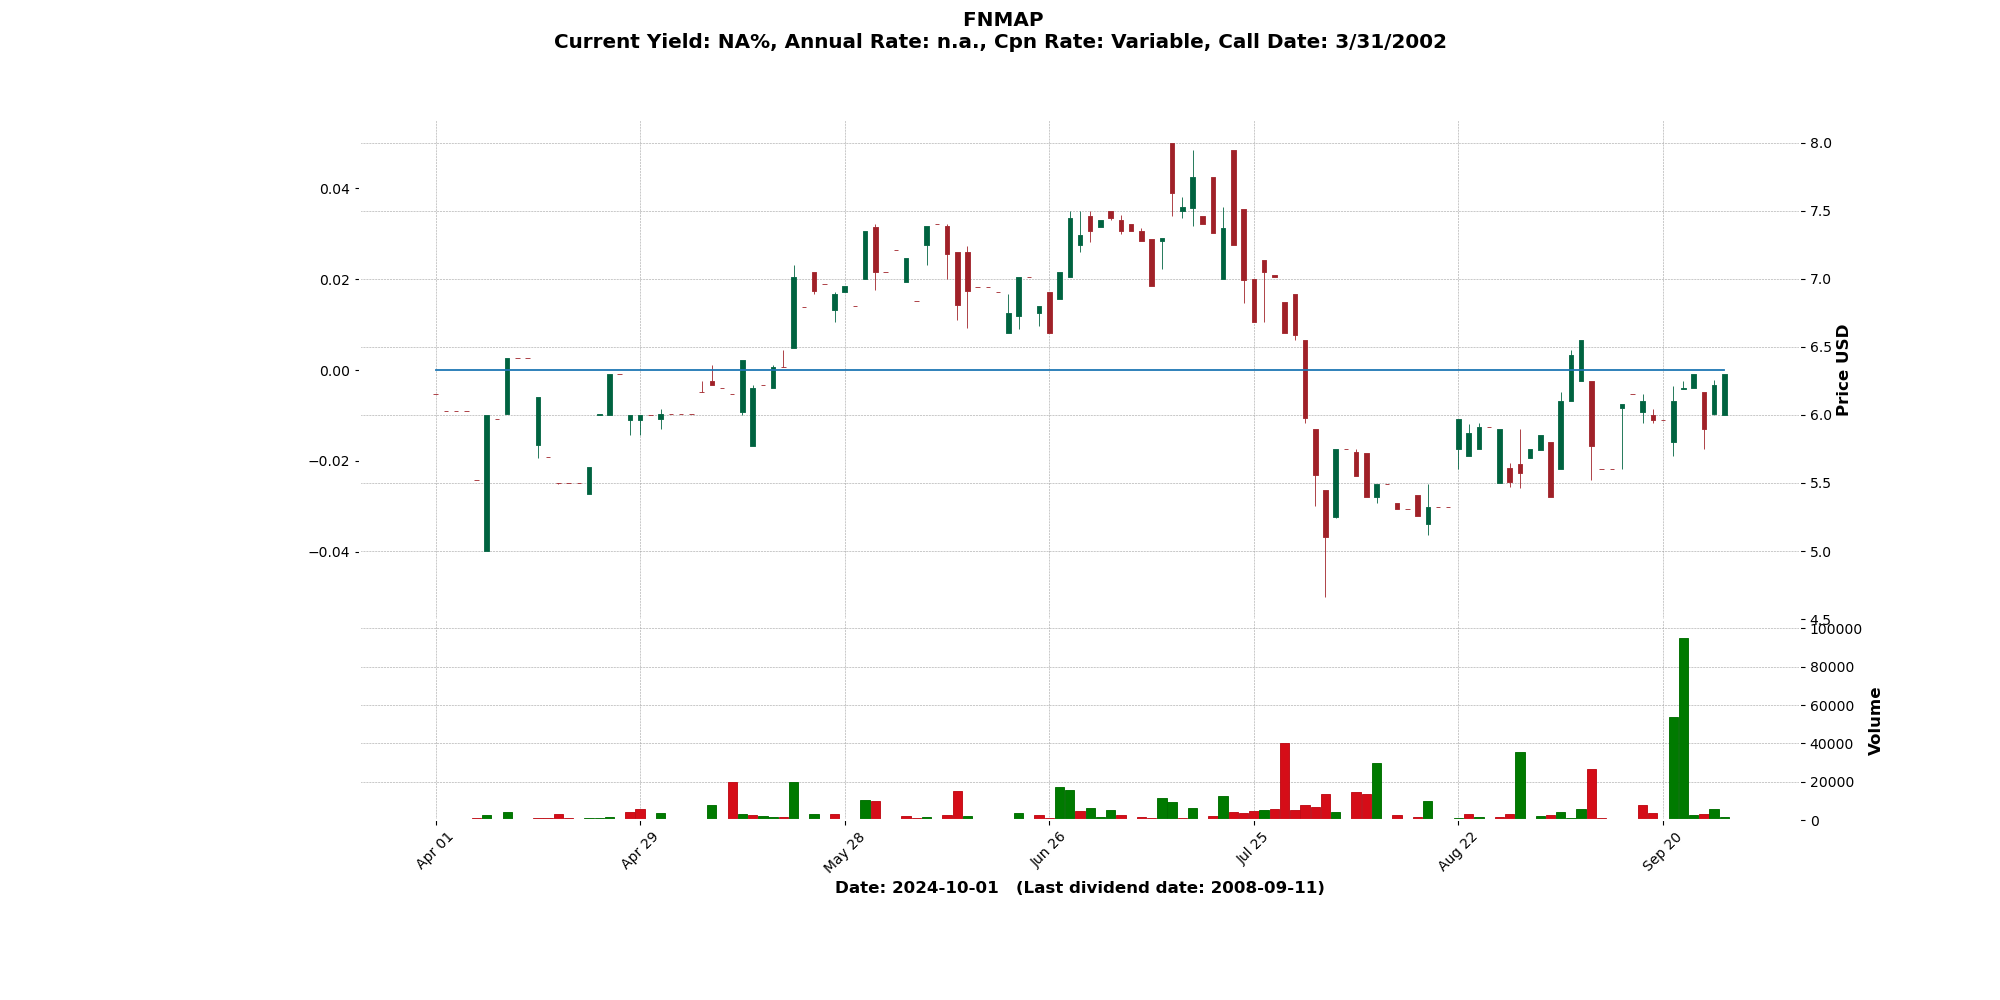 FNMAP
Current Yield: NA%, Annual Rate: n.a., Cpn Rate: Variable, Call Date: 3/31/2002
0.04
0.02
0.00
−0.02
−0.04
8.0
7.5
7.0
6.5
6.0
5.5
5.0
4.5
Price USD
100000
80000
60000
40000
20000
0
Volume
Apr 01
Apr 29
May 28
Jun 26
Jul 25
Aug 22
Sep 20
Date: 2024-10-01 (Last dividend date: 2008-09-11)